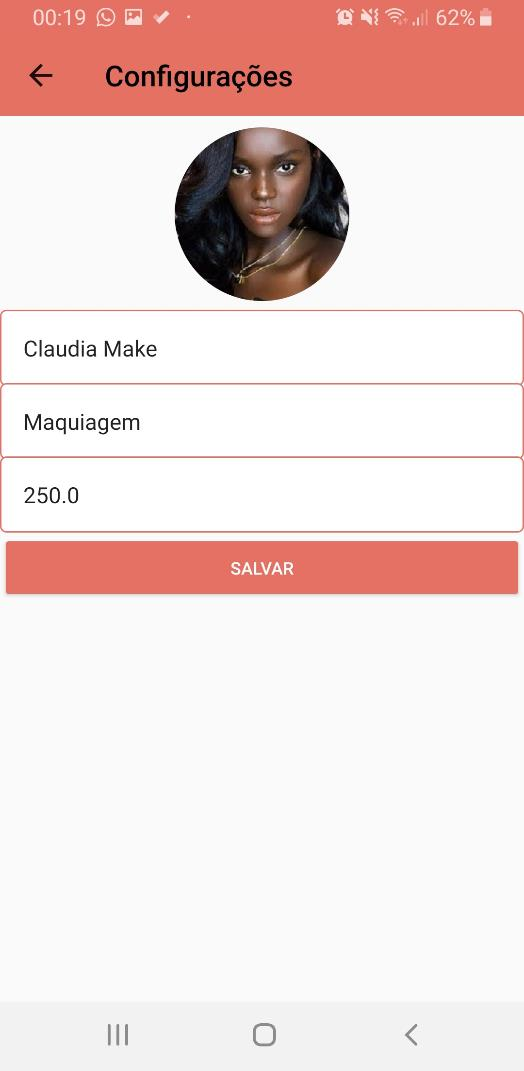 00:19 62%
Configurações
Claudia Make
Maquiagem
250.0
SALVAR